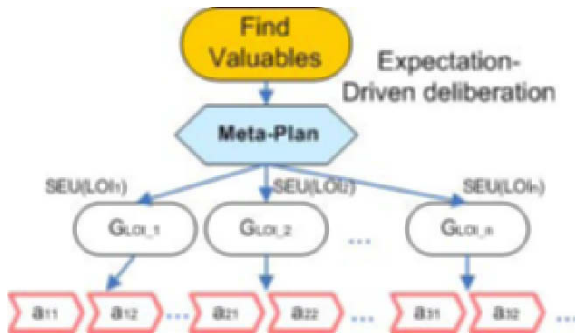 Find
Valuables
Expectation-
Driven deliberation
Meta-Plan
SEU(LOI1) SEU(LOI2) SEU(LOIn)
GLOI_1 GLOI_2 ... GLOI_n
a11 a12 ... a21 a22 ... a31 a32 ...